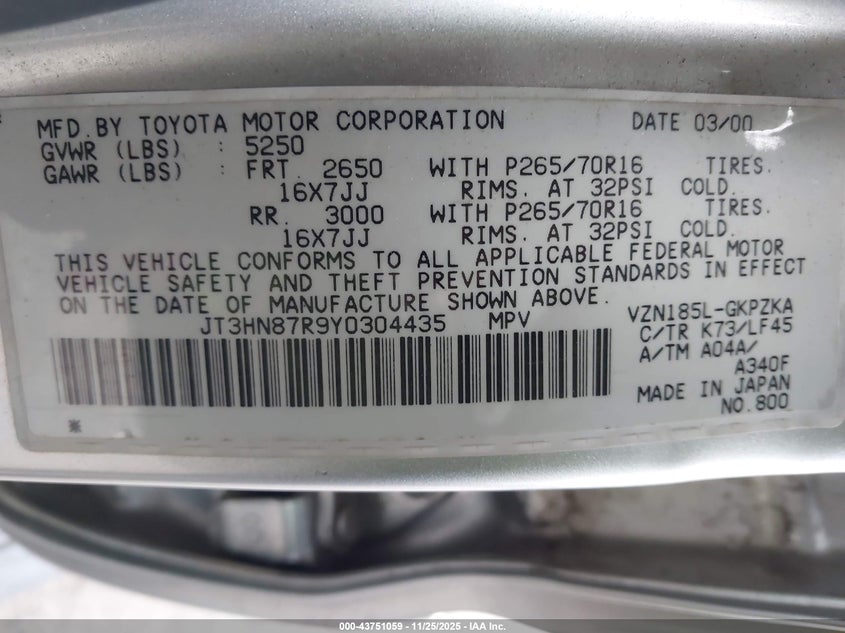 MFD.BY TOYOTA MOTOR CORPORATION DATE 03/00
GVWR (LBS) : 5250
GAWR (LBS) : FRT. 2650 WITH P265/70R16 TIRES.
16X7JJ RIMS. AT 32PSI COLD.
RR. 3000 WITH P265/70R16 TIRES.
16X7JJ RIMS. AT 32PSI COLD.
THIS VEHICLE CONFORMS TO ALL APPLICABLE FEDERAL MOTOR
VEHICLE SAFETY AND THEFT PREVENTION STANDARDS IN EFFECT
ON THE DATE OF MANUFACTURE SHOWN ABOVE.
JT3HN87R9Y0304435 MPV
VZN185L-GKPZKA
C/TR K73/LF45
A/TM A04A/
A340F
MADE IN JAPAN
NO.800
000-43751059 - 11/25/2025 - IAA Inc.